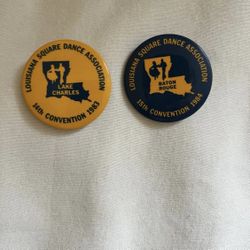 LOUISIANA SQUARE DANCE ASSOCIATION
LAKE
CHARLES
14th CONVENTION 1983
LOUISIANA SQUARE DANCE ASSOCIATION
BATON
ROUGE
15th CONVENTION 1984